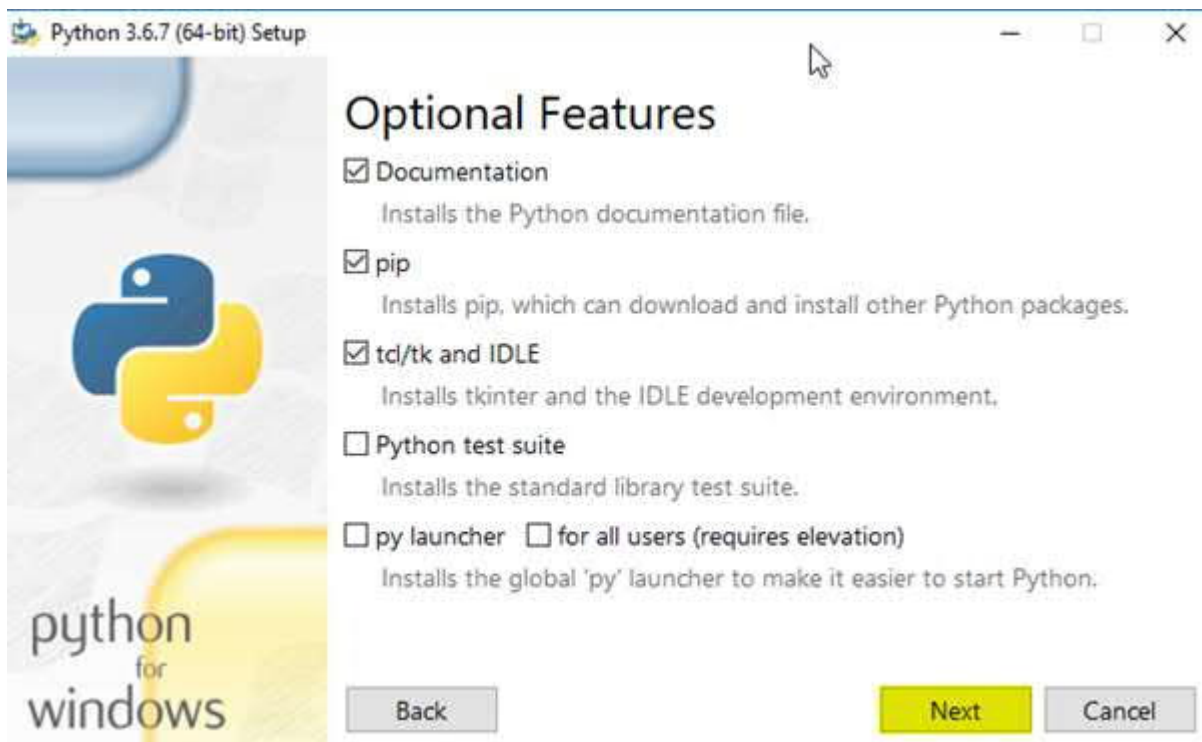 Python 3.6.7 (64-bit) Setup
Optional Features
Documentation
Installs the Python documentation file.
pip
Installs pip, which can download and install other Python packages.
tcl/tk and IDLE
Installs tkinter and the IDLE development environment.
Python test suite
Installs the standard library test suite.
py launcher for all users (requires elevation)
Installs the global 'py' launcher to make it easier to start Python.
python
for
windows
Back Next Cancel